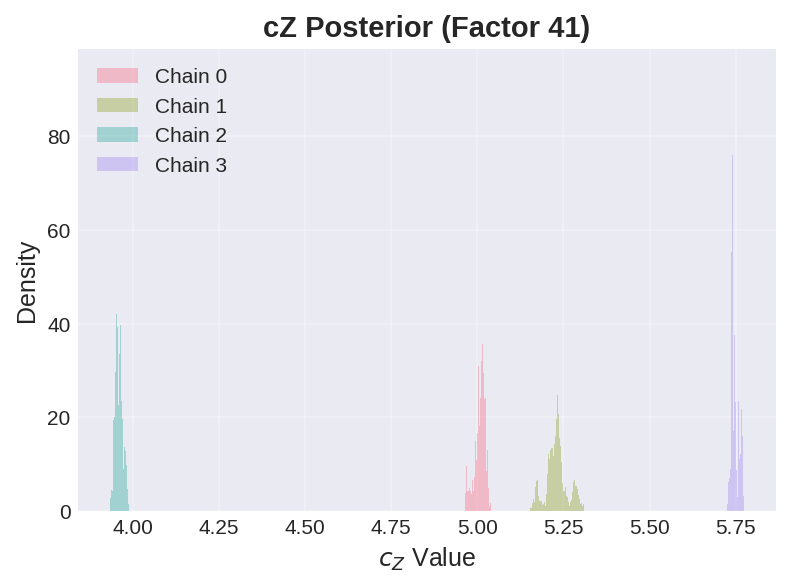 cZ Posterior (Factor 41)
Chain 0
Chain 1
Chain 2
Chain 3
Density
80
60
40
20
0
4.00 4.25 4.50 4.75 5.00 5.25 5.50 5.75
c_Z Value